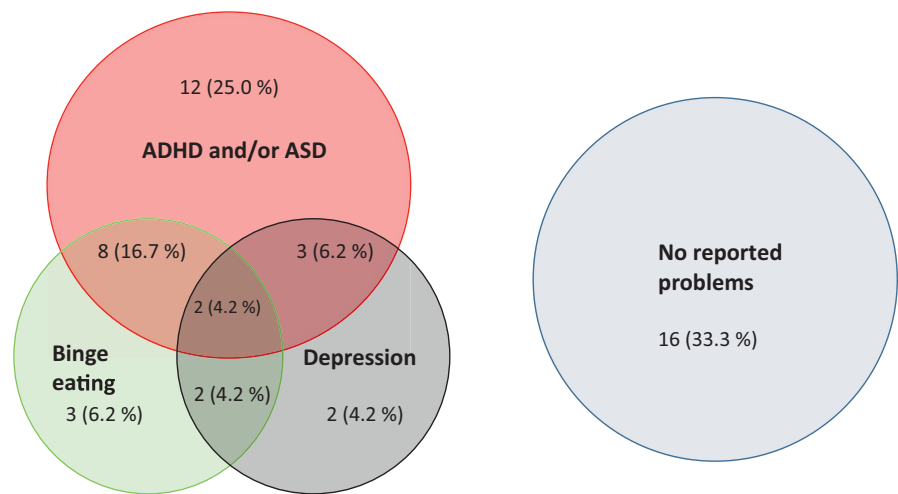 12 (25.0 %)
ADHD and/or ASD
8 (16.7 %)
3 (6.2 %)
2 (4.2 %)
Binge
eating
3 (6.2 %)
Depression
2 (4.2 %)
2 (4.2 %)
No reported
problems
16 (33.3 %)